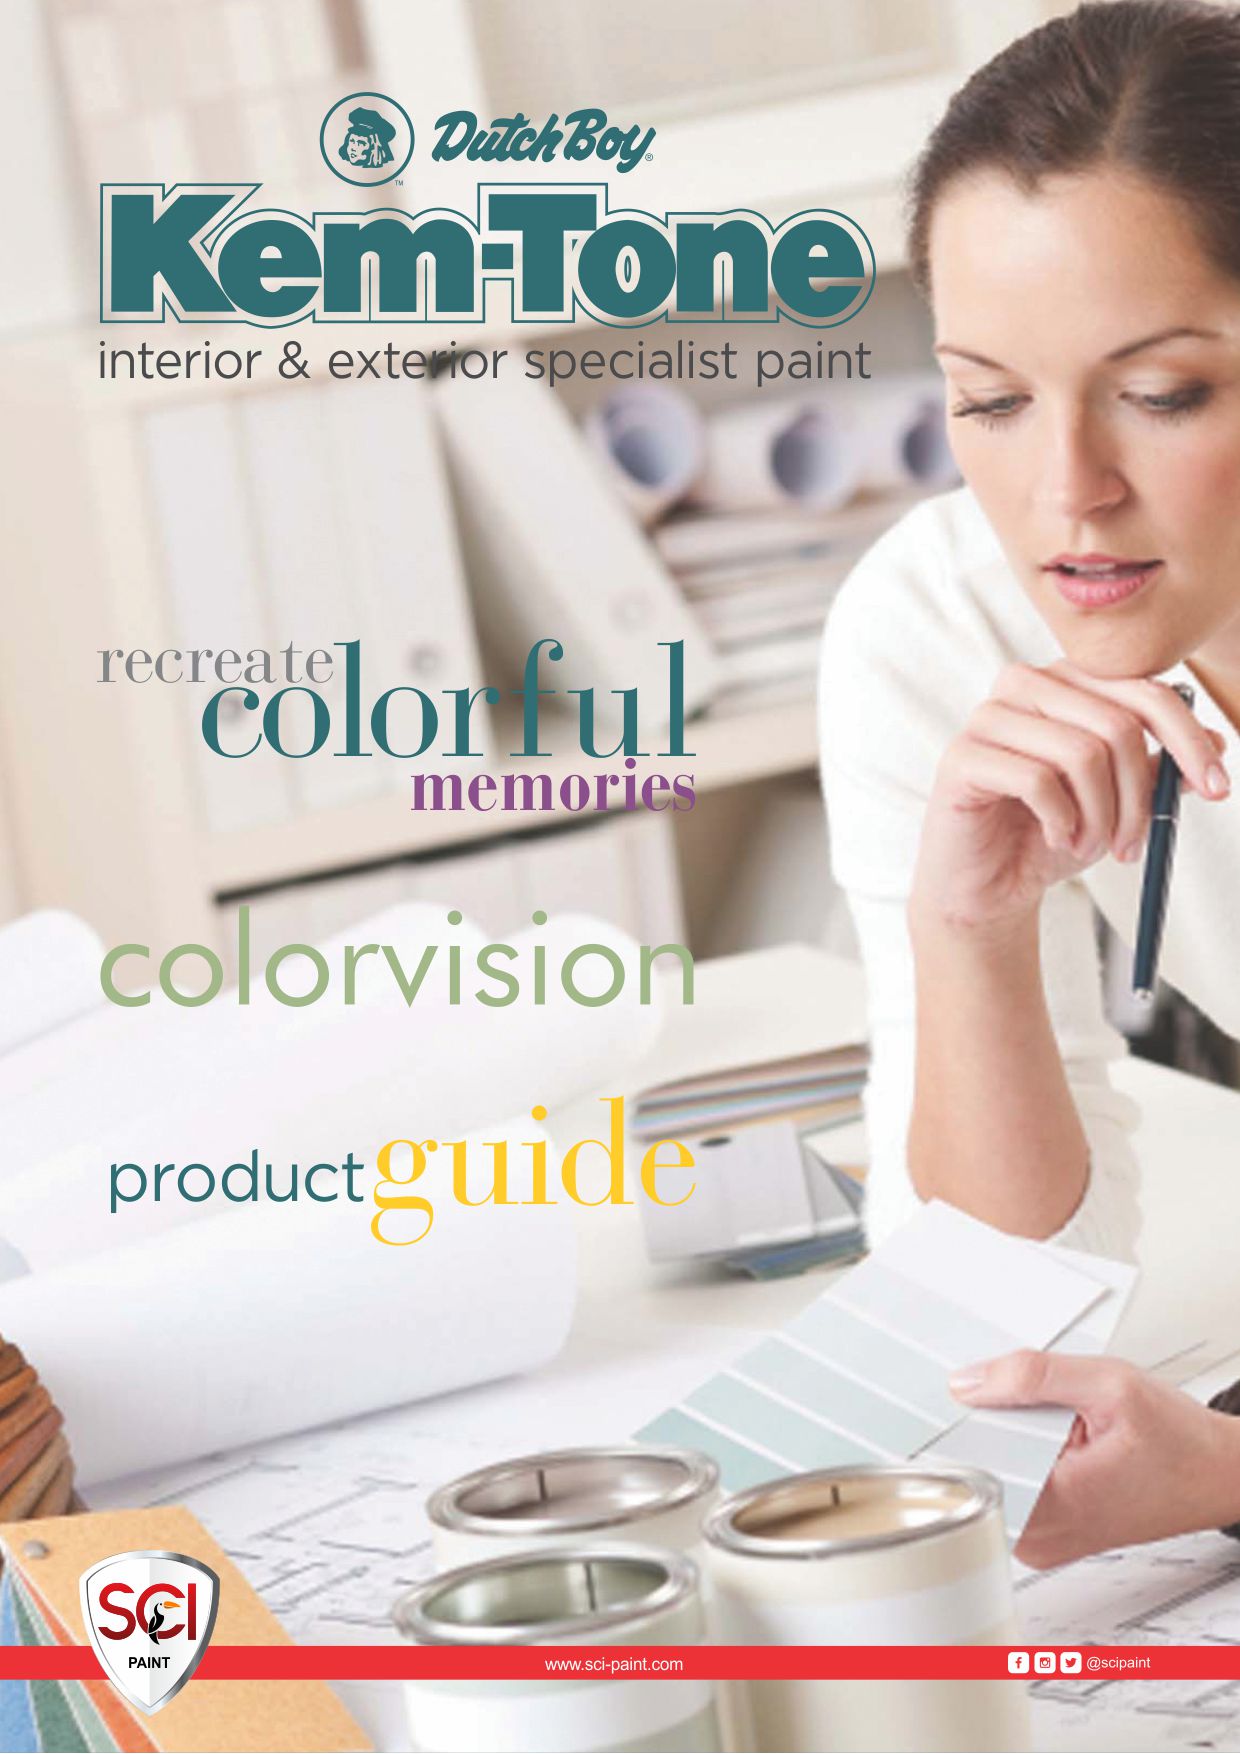 DutchBoy®
TM
Kem-Tone
interior & exterior specialist paint
recreate
colorful
memories
colorvision
product guide
SCI
PAINT
www.sci-paint.com
@scipaint